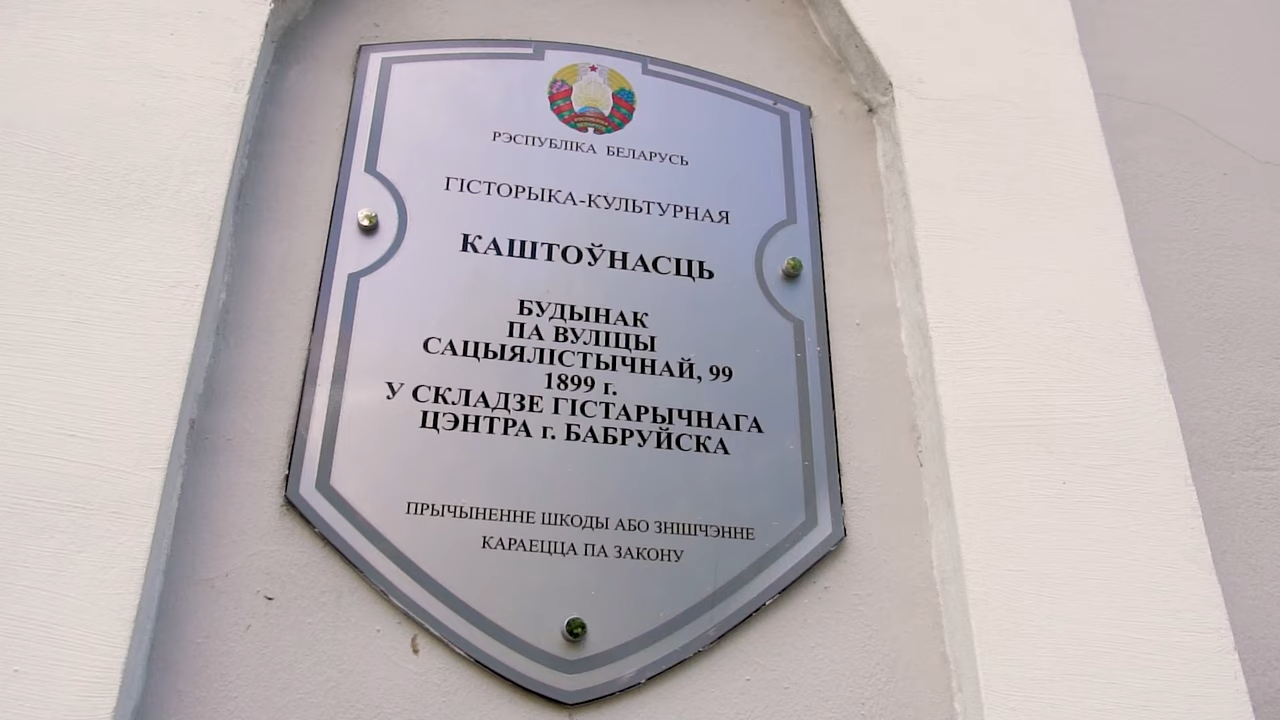 РЭСПУБЛІКА БЕЛАРУСЬ
ГІСТОРЫКА-КУЛЬТУРНАЯ
КАШТОЎНАСЦЬ
БУДЫНАК
ПА ВУЛІЦЫ
САЦЫЯЛІСТЫЧНАЙ, 99
1899 г.
У СКЛАДЗЕ ГІСТАРЫЧНАГА
ЦЭНТРА г. БАБРУЙСКА
ПРЫЧЫНЕННЕ ШКОДЫ АБО ЗНІШЧЭННЕ
КАРАЕЦЦА ПА ЗАКОНУ